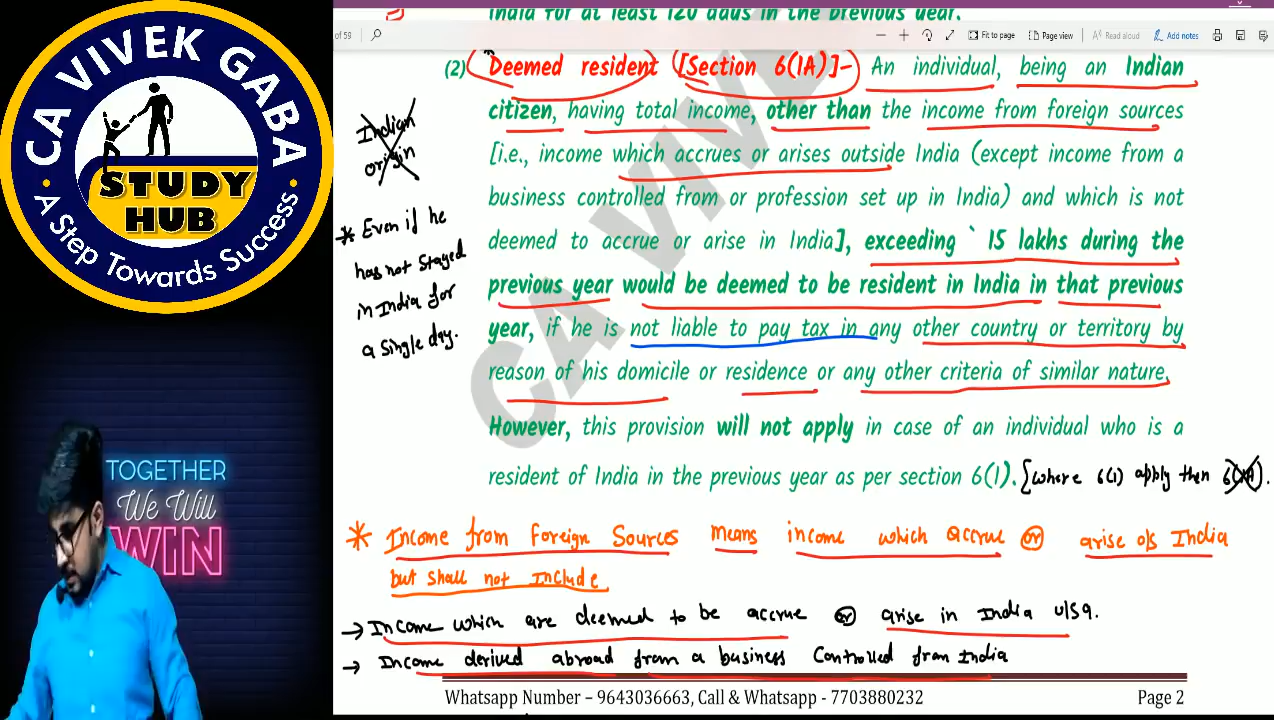 CA VIVEK GABA
STUDY
HUB
• A Step Towards Success •
TOGETHER
We Will
WIN
India for at least 120 days in the previous year.
of 59
Fit to page
Page view
Read aloud
Add notes
(2) Deemed resident [Section 6(1A)]- An individual, being an Indian
citizen, having total income, other than the income from foreign sources
[i.e., income which accrues or arises outside India (except income from a
business controlled from or profession set up in India) and which is not
deemed to accrue or arise in India], exceeding ` 15 lakhs during the
previous year would be deemed to be resident in India in that previous
year, if he is not liable to pay tax in any other country or territory by
reason of his domicile or residence or any other criteria of similar nature.
However, this provision will not apply in case of an individual who is a
resident of India in the previous year as per section 6(1). [where 6(1) apply then 6(1A)].
Indian
origin
* Even if he
has not stayed
in India for
a single day.
CA VIVE
* Income from Foreign Sources means income which accrue or arise o/s India
but shall not include
→ Income which are deemed to be accrue or arise in India u/s 9.
→ Income derived abroad from a business controlled from India
Whatsapp Number – 9643036663, Call & Whatsapp - 7703880232
Page 2